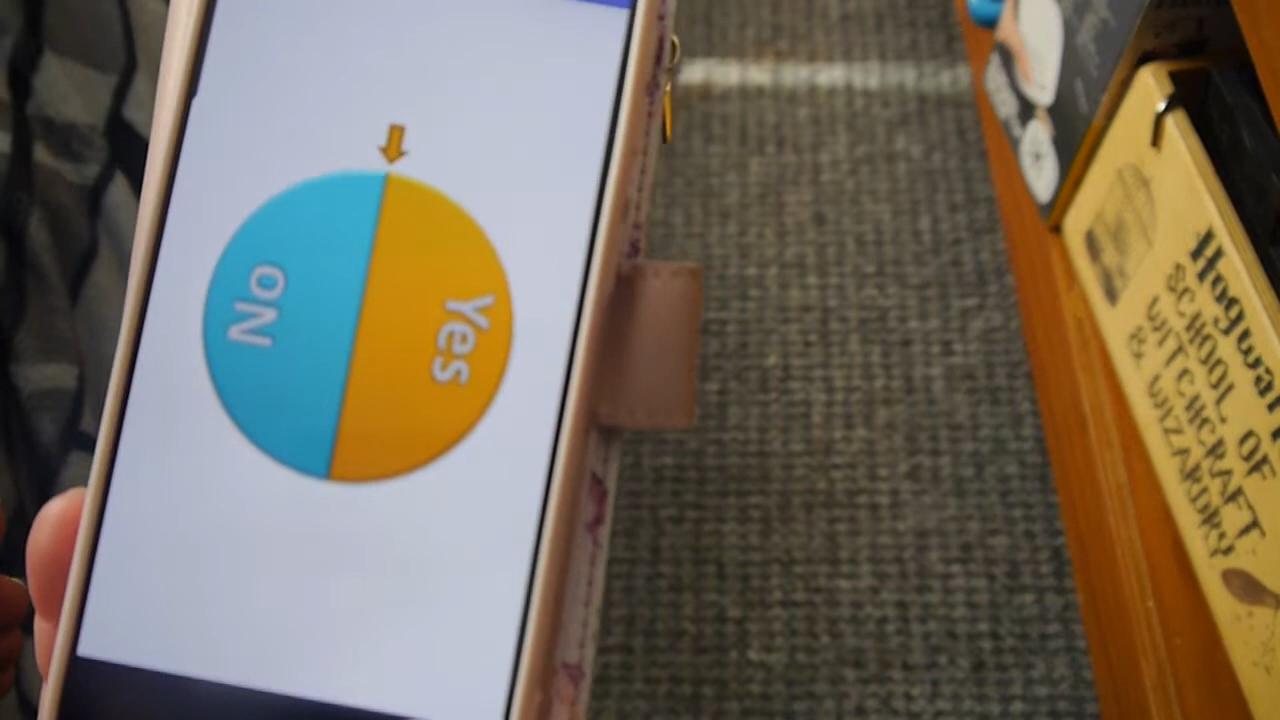 No
Yes
Hogwar
SCHOOL OF
WITCHCRAFT
& WIZARDRY